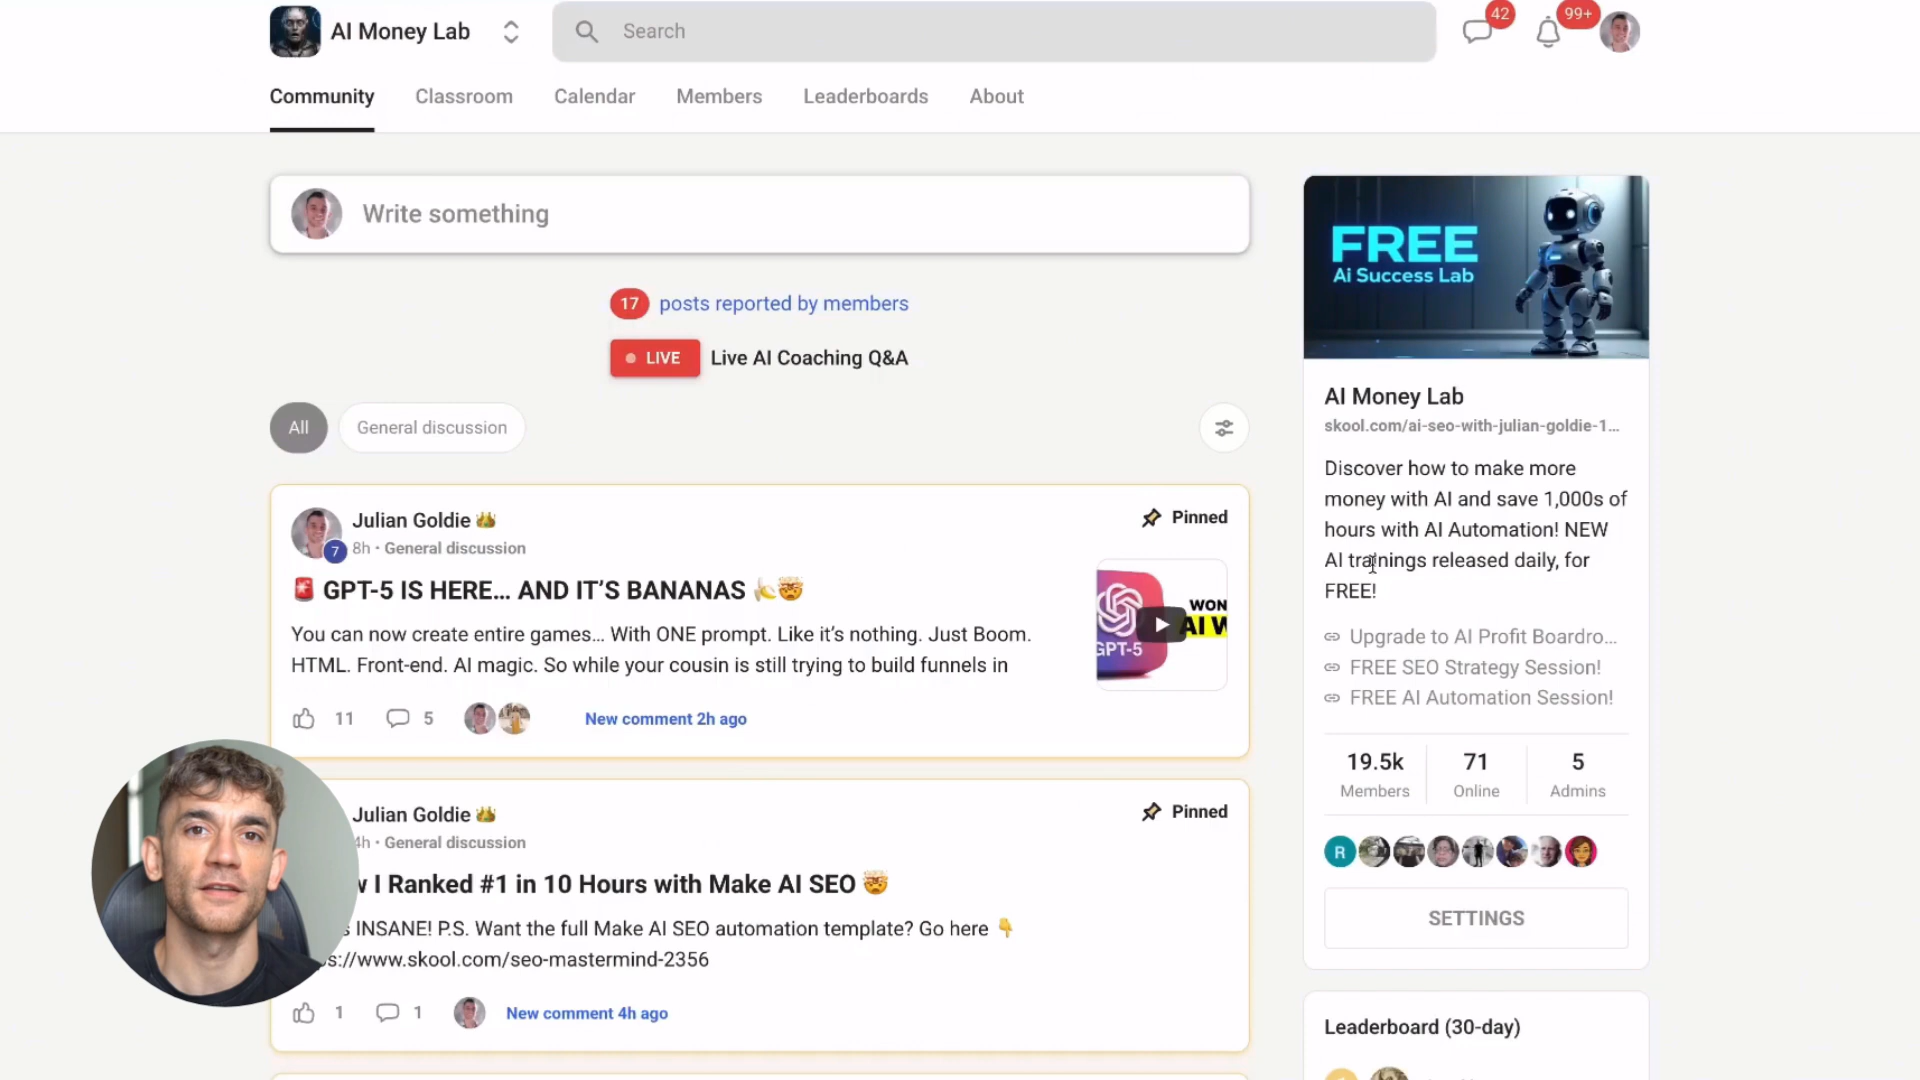 AI Money Lab
Search
42
99+
Community
Classroom
Calendar
Members
Leaderboards
About
Write something
17 posts reported by members
LIVE Live AI Coaching Q&A
All
General discussion
Julian Goldie
7
8h • General discussion
Pinned
🚨 GPT-5 IS HERE... AND IT'S BANANAS 🍌🤯
You can now create entire games... With ONE prompt. Like it's nothing. Just Boom.
HTML. Front-end. AI magic. So while your cousin is still trying to build funnels in
GPT-5
WON
AI W
11
5
New comment 2h ago
Julian Goldie
4h • General discussion
Pinned
I Ranked #1 in 10 Hours with Make AI SEO 🤯
INSANE! P.S. Want the full Make AI SEO automation template? Go here 👇
s://www.skool.com/seo-mastermind-2356
1
1
New comment 4h ago
FREE
Ai Success Lab
AI Money Lab
skool.com/ai-seo-with-julian-goldie-1...
Discover how to make more
money with AI and save 1,000s of
hours with AI Automation! NEW
AI trainings released daily, for
FREE!
Upgrade to AI Profit Boardro...
FREE SEO Strategy Session!
FREE AI Automation Session!
19.5k
Members
71
Online
5
Admins
R
SETTINGS
Leaderboard (30-day)